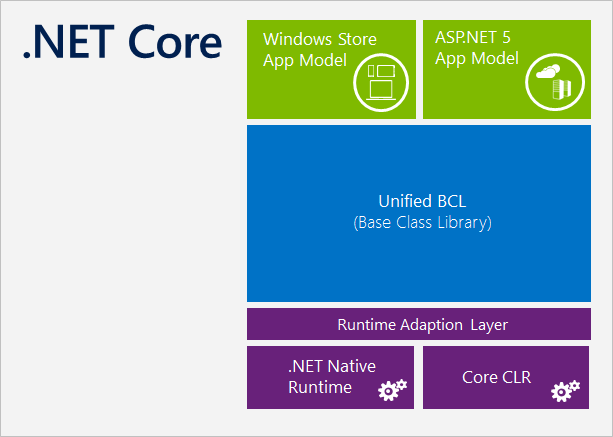 .NET Core
Windows Store
App Model
ASP.NET 5
App Model
Unified BCL
(Base Class Library)
Runtime Adaption Layer
.NET Native
Runtime
Core CLR